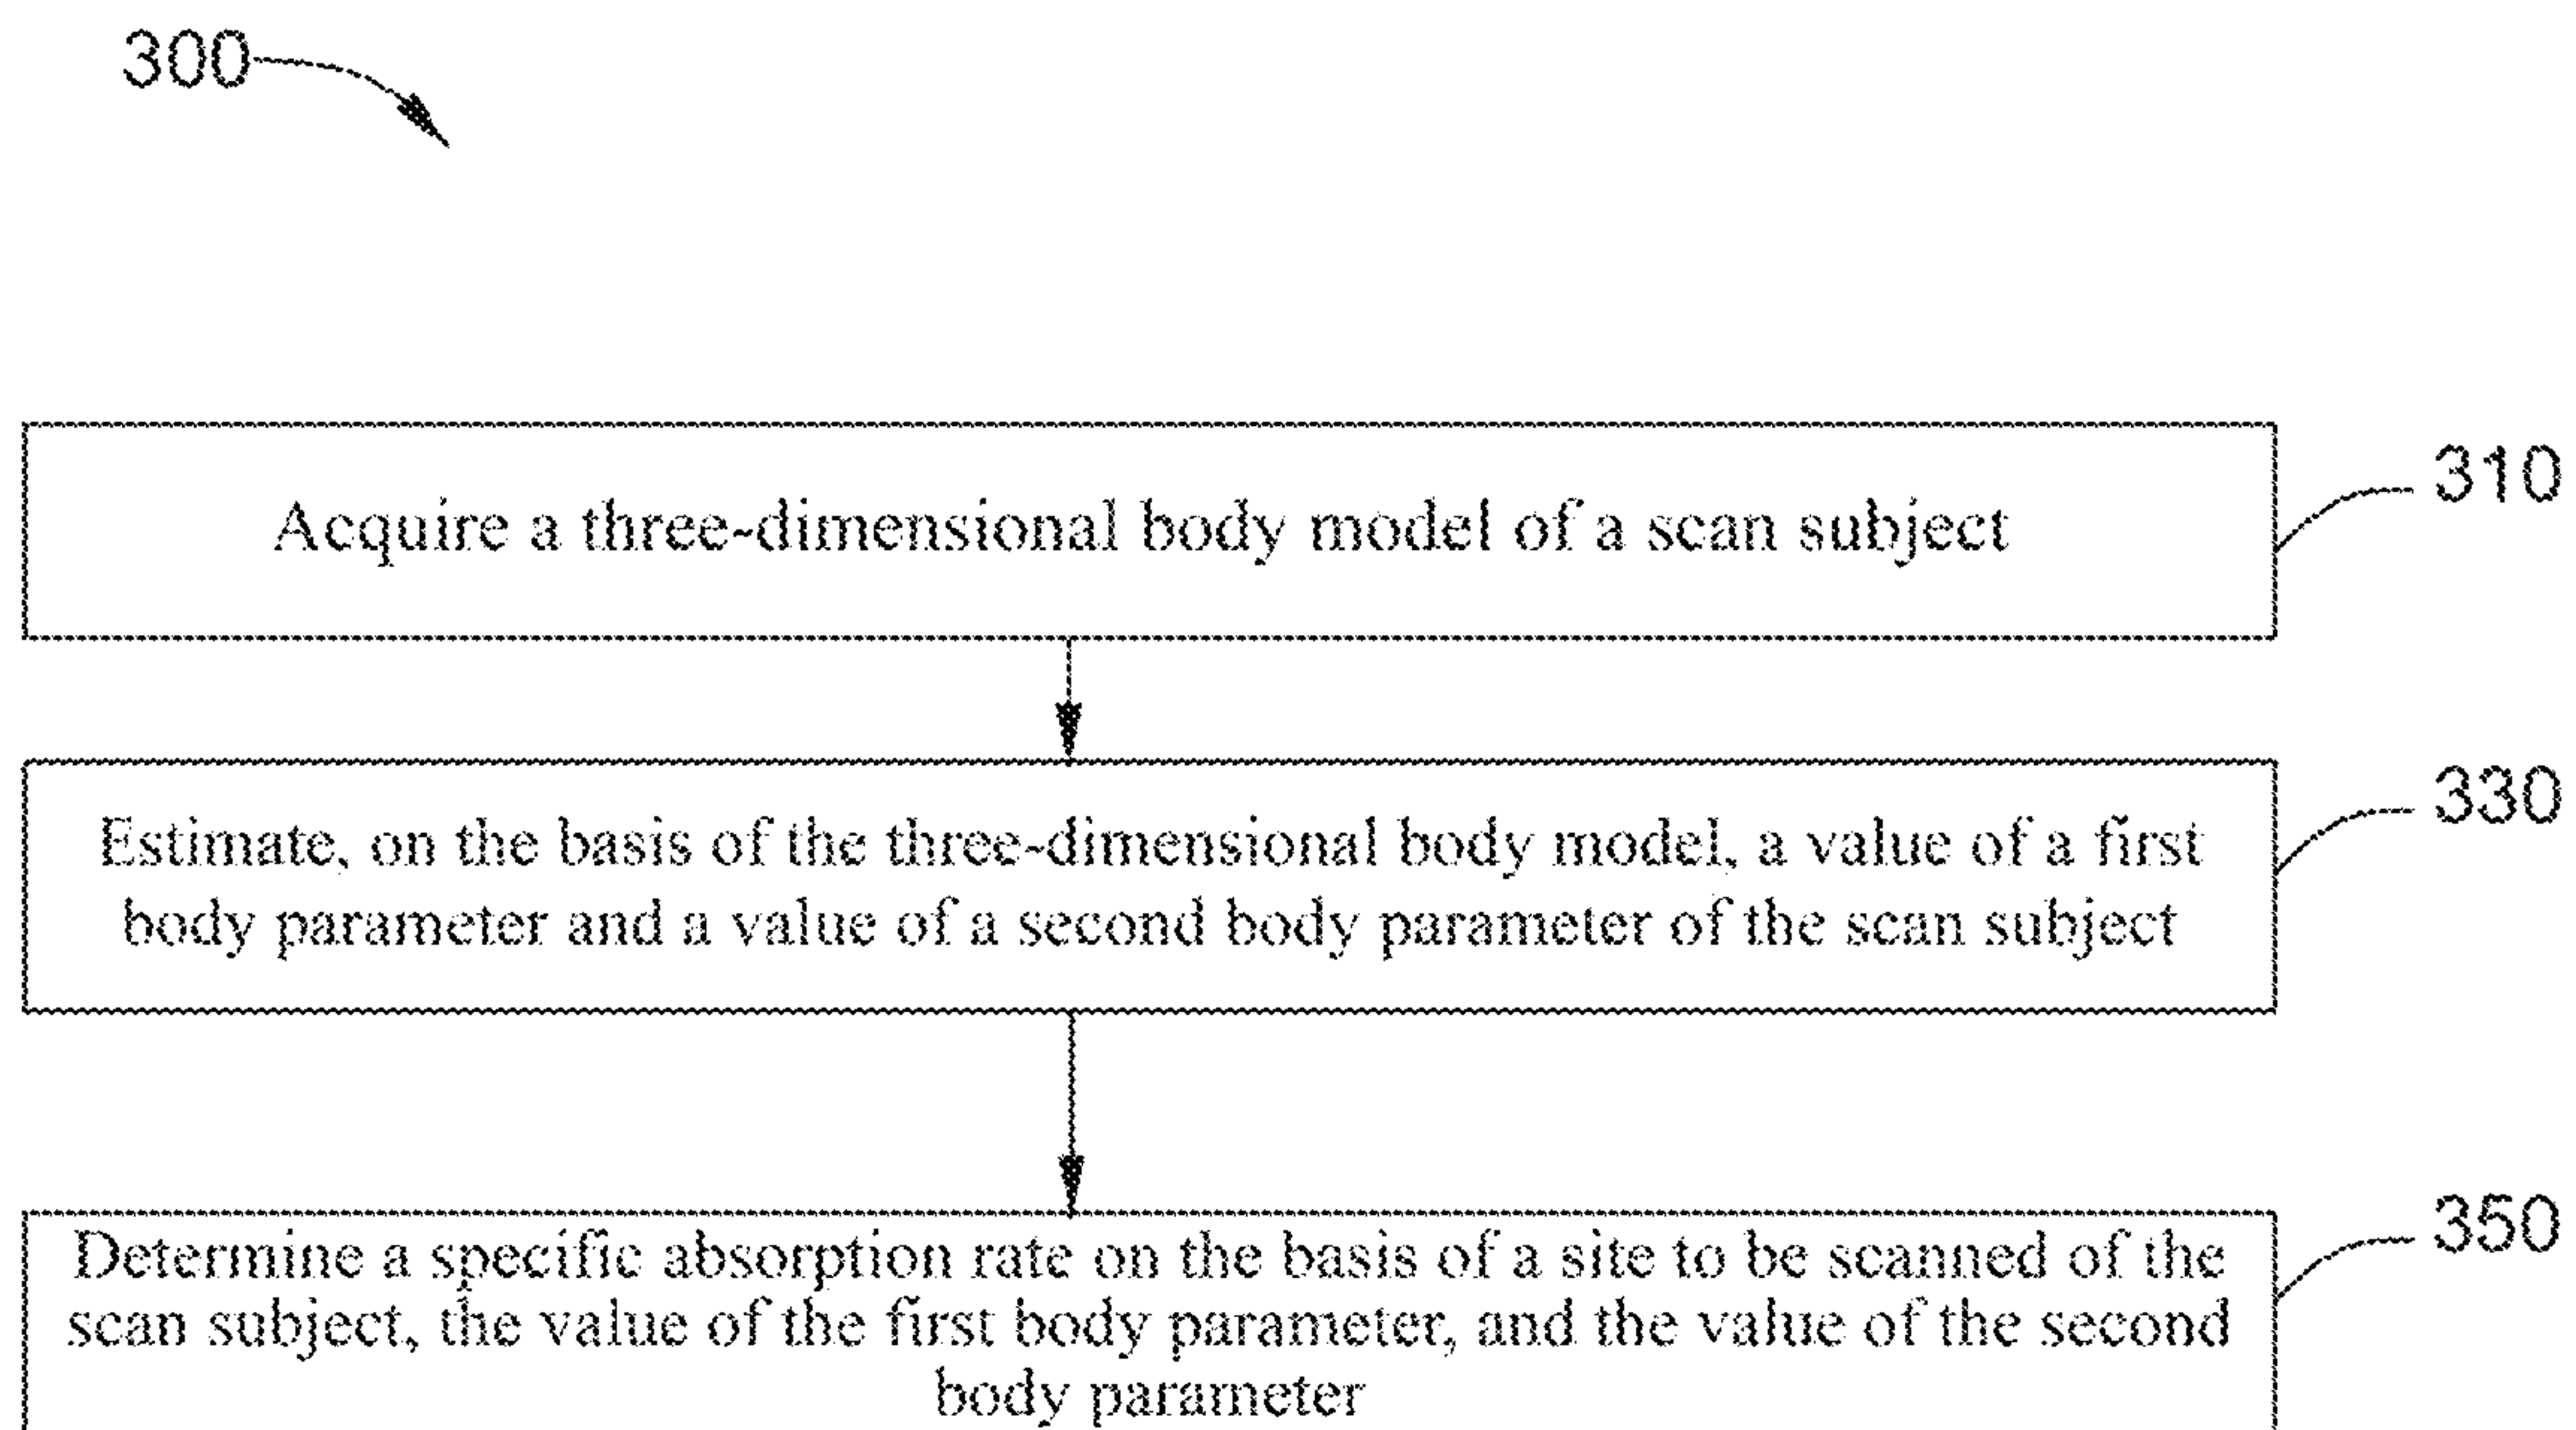 300
Acquire a three-dimensional body model of a scan subject
310
Estimate, on the basis of the three-dimensional body model, a value of a first
body parameter and a value of a second body parameter of the scan subject
330
Determine a specific absorption rate on the basis of a site to be scanned of the
scan subject, the value of the first body parameter, and the value of the second
body parameter
350